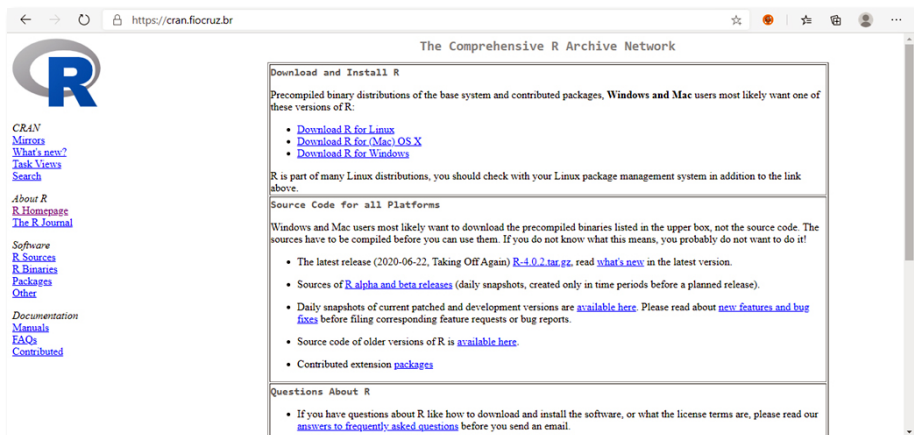 https://cran.fiocruz.br
The Comprehensive R Archive Network
R
CRAN
Mirrors
What's new?
Task Views
Search
About R
R Homepage
The R Journal
Software
R Sources
R Binaries
Packages
Other
Documentation
Manuals
FAQs
Contributed
Download and Install R
Precompiled binary distributions of the base system and contributed packages, Windows and Mac users most likely want one of
these versions of R:
Download R for Linux
Download R for (Mac) OS X
Download R for Windows
R is part of many Linux distributions, you should check with your Linux package management system in addition to the link
above.
Source Code for all Platforms
Windows and Mac users most likely want to download the precompiled binaries listed in the upper box, not the source code. The
sources have to be compiled before you can use them. If you do not know what this means, you probably do not want to do it!
The latest release (2020-06-22, Taking Off Again) R-4.0.2.tar.gz, read what's new in the latest version.
Sources of R alpha and beta releases (daily snapshots, created only in time periods before a planned release).
Daily snapshots of current patched and development versions are available here. Please read about new features and bug
fixes before filing corresponding feature requests or bug reports.
Source code of older versions of R is available here.
Contributed extension packages
Questions About R
If you have questions about R like how to download and install the software, or what the license terms are, please read our
answers to frequently asked questions before you send an email.